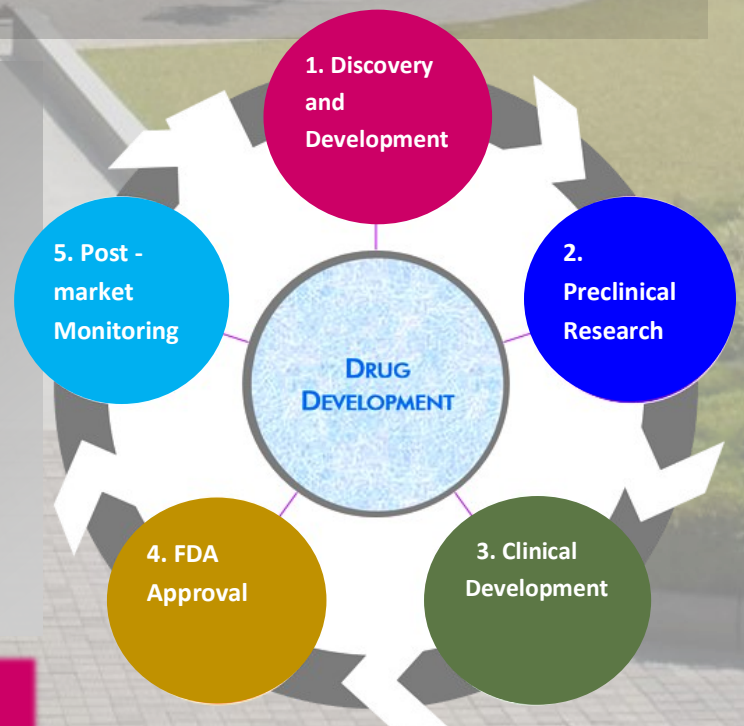 1. Discovery
and
Development
2.
Preclinical
Research
3. Clinical
Development
4. FDA
Approval
5. Post -
market
Monitoring
DRUG
DEVELOPMENT